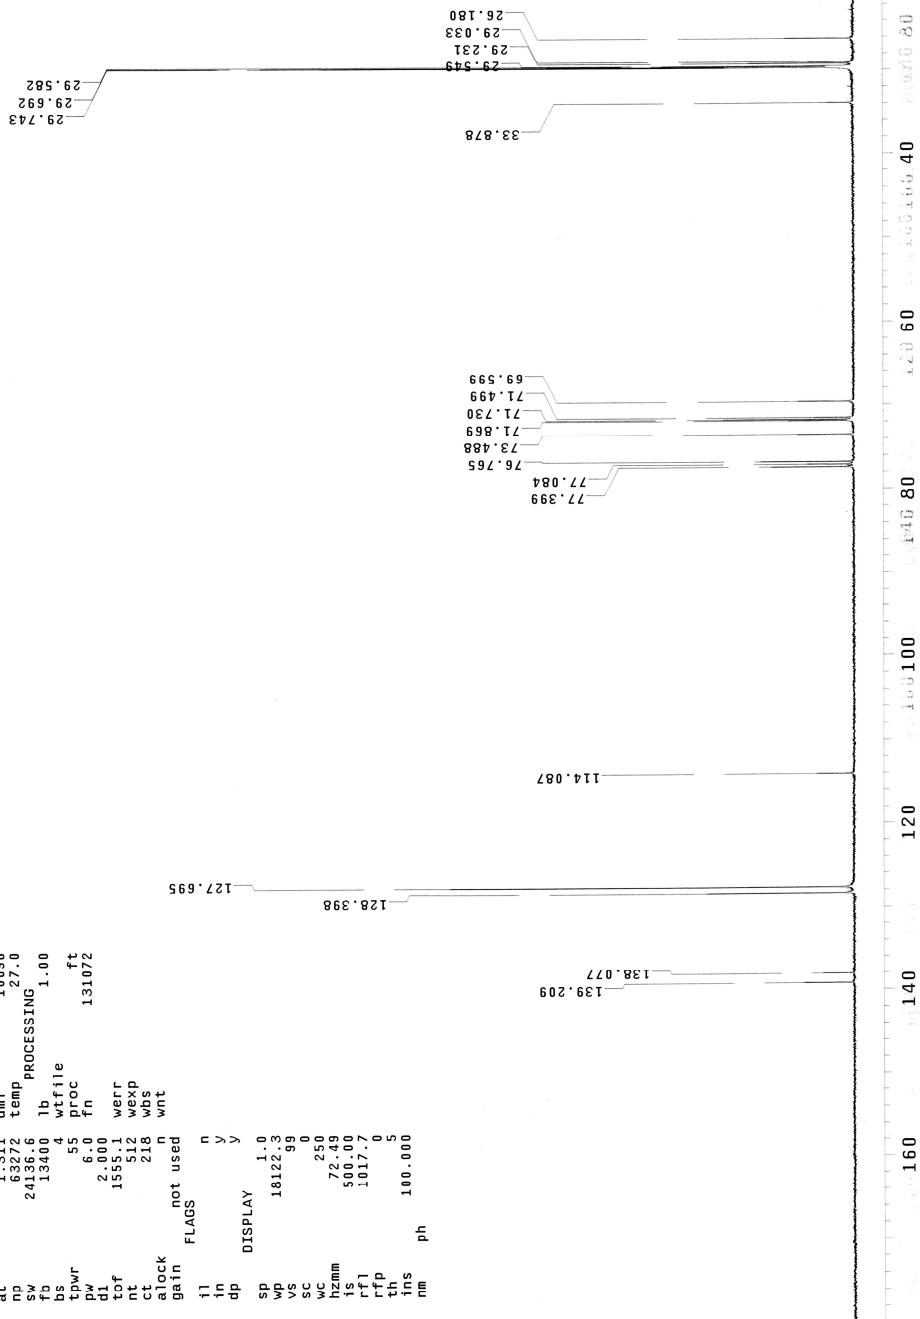 at 1.311
np 63272
sw 24136.6
fb 13400
bs 4
tpwr 55
pw 6.0
d1 2.000
tof 1555.1
nt 512
ct 218
alock n
gain not used
FLAGS
il n
in y
dp y
DISPLAY
sp 1.0
wp 18122.3
vs 99
sc 0
wc 250
hzmm 72.49
is 500.00
rfl 1017.7
rfp 0
th 5
ins 100.000
nm ph
temp 27.0
PROCESSING
lb 1.00
wtfile
proc ft
fn 131072
werr
wexp
wbs
wnt
139.209
138.077
128.398
127.695
114.087
77.399
77.084
76.765
73.488
71.869
71.730
71.499
69.599
33.878
29.743
29.692
29.582
29.549
29.231
29.033
26.180
160
140
120
100
80
60
40